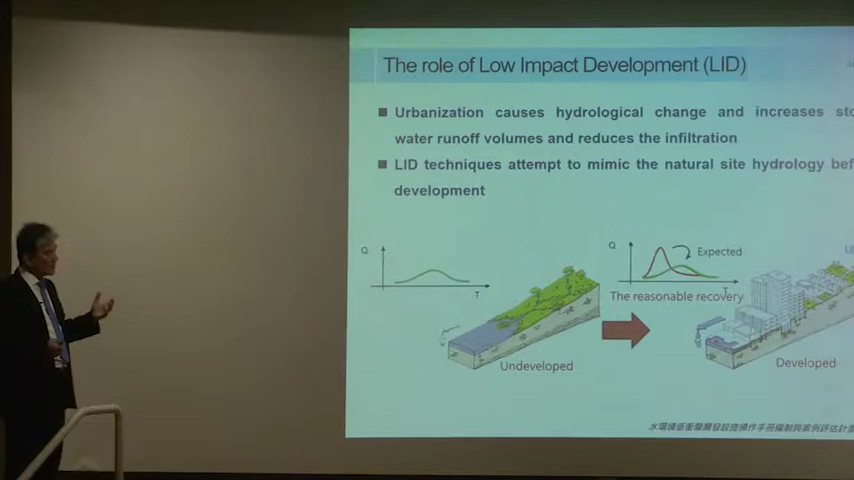 The role of Low Impact Development (LID)
■ Urbanization causes hydrological change and increases sto
water runoff volumes and reduces the infiltration
■ LID techniques attempt to mimic the natural site hydrology bef
development
Q
T
Undeveloped
Q
Expected
T
The reasonable recovery
Developed